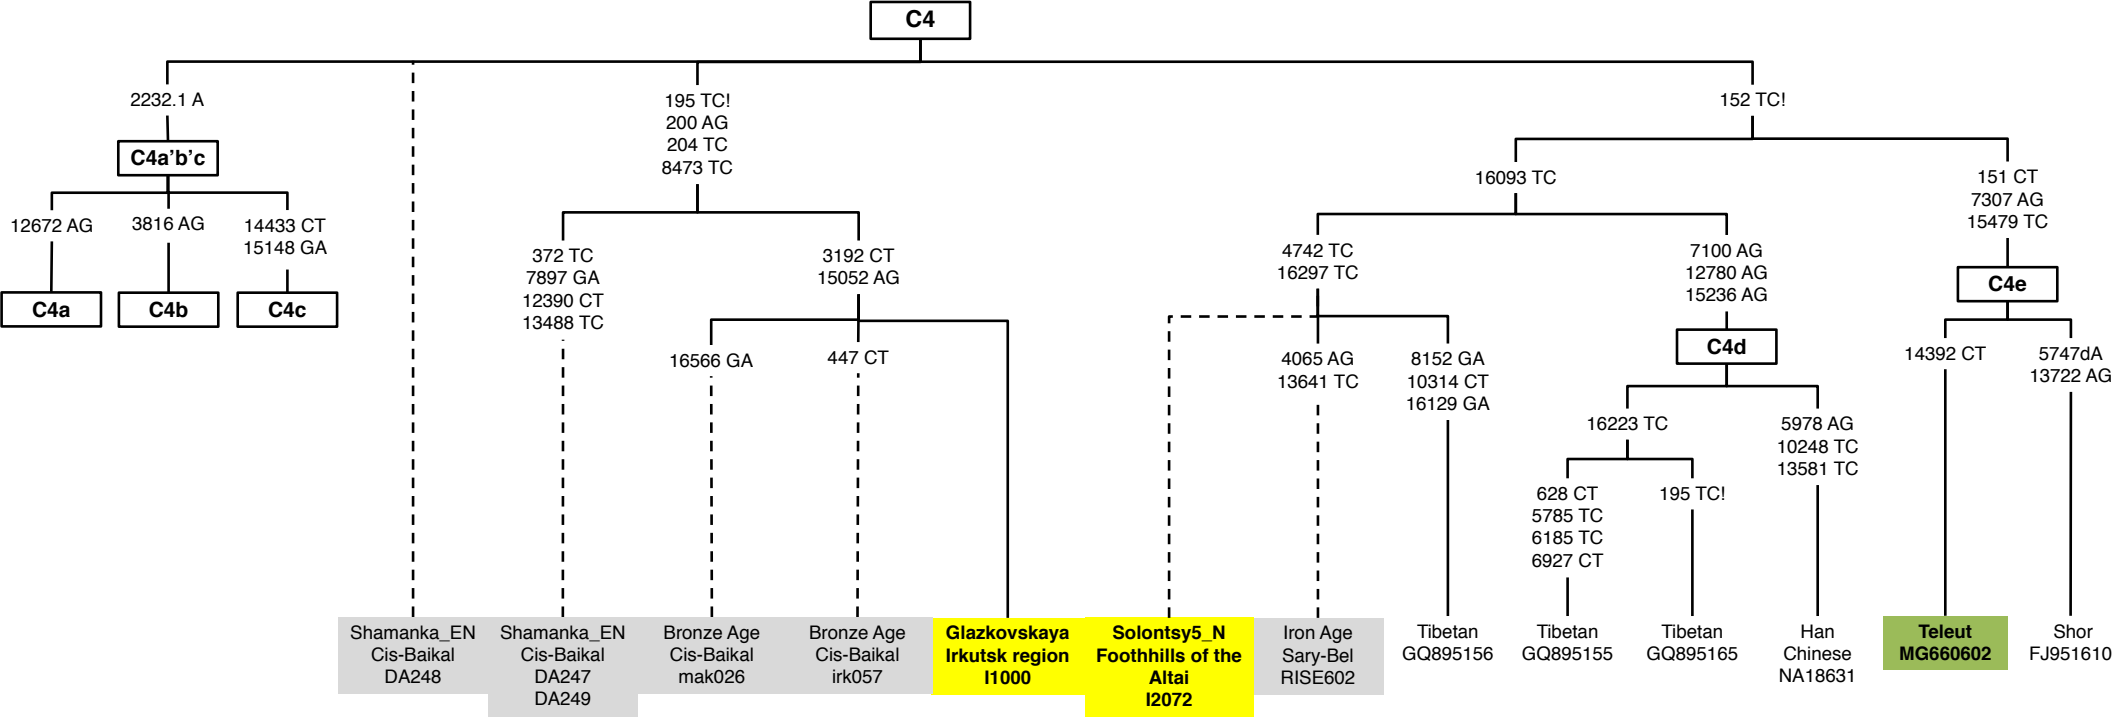 C4
2232.1 A
195 TC!
200 AG
204 TC
8473 TC
152 TC!
C4a’b’c
16093 TC
151 CT
7307 AG
15479 TC
12672 AG
3816 AG
14433 CT
15148 GA
372 TC
7897 GA
12390 CT
13488 TC
3192 CT
15052 AG
4742 TC
16297 TC
7100 AG
12780 AG
15236 AG
C4e
C4a
C4b
C4c
C4d
16566 GA
447 CT
4065 AG
13641 TC
8152 GA
10314 CT
16129 GA
14392 CT
5747dA
13722 AG
16223 TC
5978 AG
10248 TC
13581 TC
628 CT
5785 TC
6185 TC
6927 CT
195 TC!
Shamanka_EN
Cis-Baikal
DA248
Shamanka_EN
Cis-Baikal
DA247
DA249
Bronze Age
Cis-Baikal
mak026
Bronze Age
Cis-Baikal
irk057
Glazkovskaya
Irkutsk region
I1000
Solontsy5_N
Foothhills of the
Altai
I2072
Iron Age
Sary-Bel
RISE602
Tibetan
GQ895156
Tibetan
GQ895155
Tibetan
GQ895165
Han
Chinese
NA18631
Teleut
MG660602
Shor
FJ951610